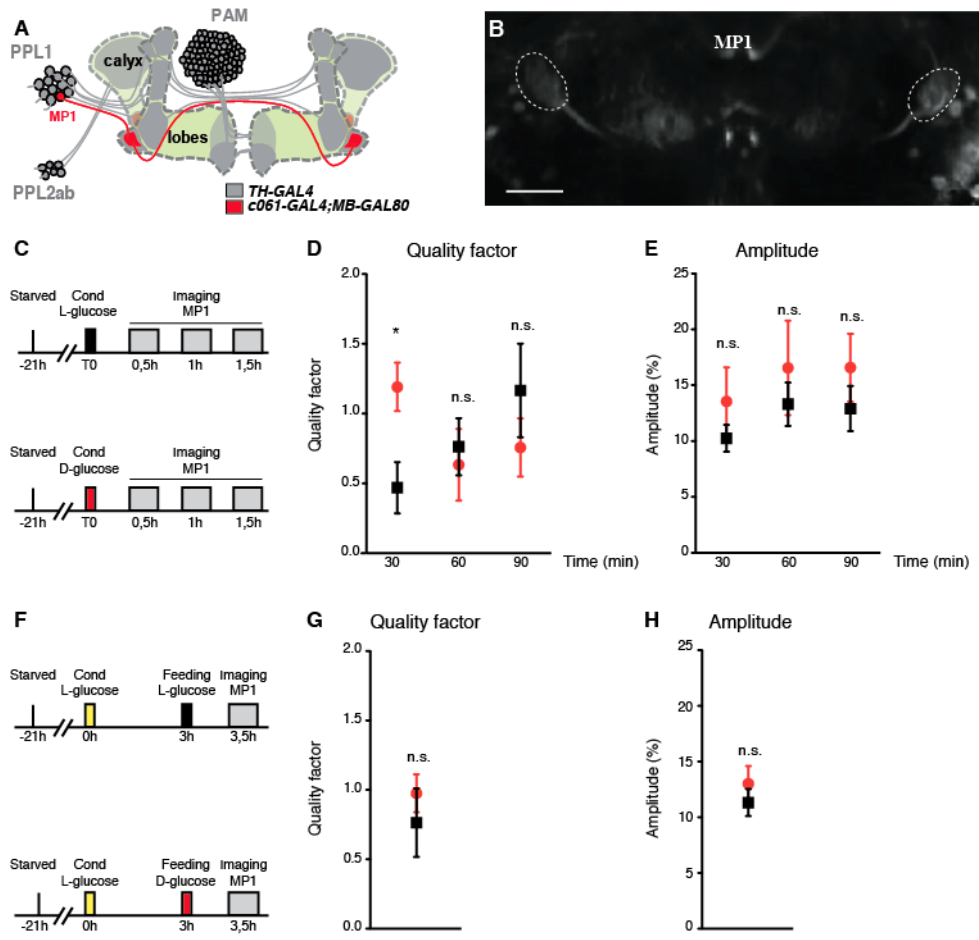 A
PAM
PPL1
calyx
MP1
lobes
PPL2ab
TH-GAL4
c061-GAL4;MB-GAL80
B
MP1
C
Starved Cond Imaging
L-glucose MP1
-21h T0 0,5h 1h 1,5h
Starved Cond Imaging
D-glucose MP1
-21h T0 0,5h 1h 1,5h
D
Quality factor
2.0
1.5
1.0
0.5
0.0
Quality factor
*
n.s.
n.s.
30 60 90 Time (min)
E
Amplitude
25
20
15
10
5
0
Amplitude (%)
n.s.
n.s.
n.s.
30 60 90 Time (min)
F
Starved Cond Feeding Imaging
L-glucose L-glucose MP1
-21h 0h 3h 3,5h
Starved Cond Feeding Imaging
L-glucose D-glucose MP1
-21h 0h 3h 3,5h
G
Quality factor
2.0
1.5
1.0
0.5
0.0
Quality factor
n.s.
H
Amplitude
25
20
15
10
5
0
Amplitude (%)
n.s.